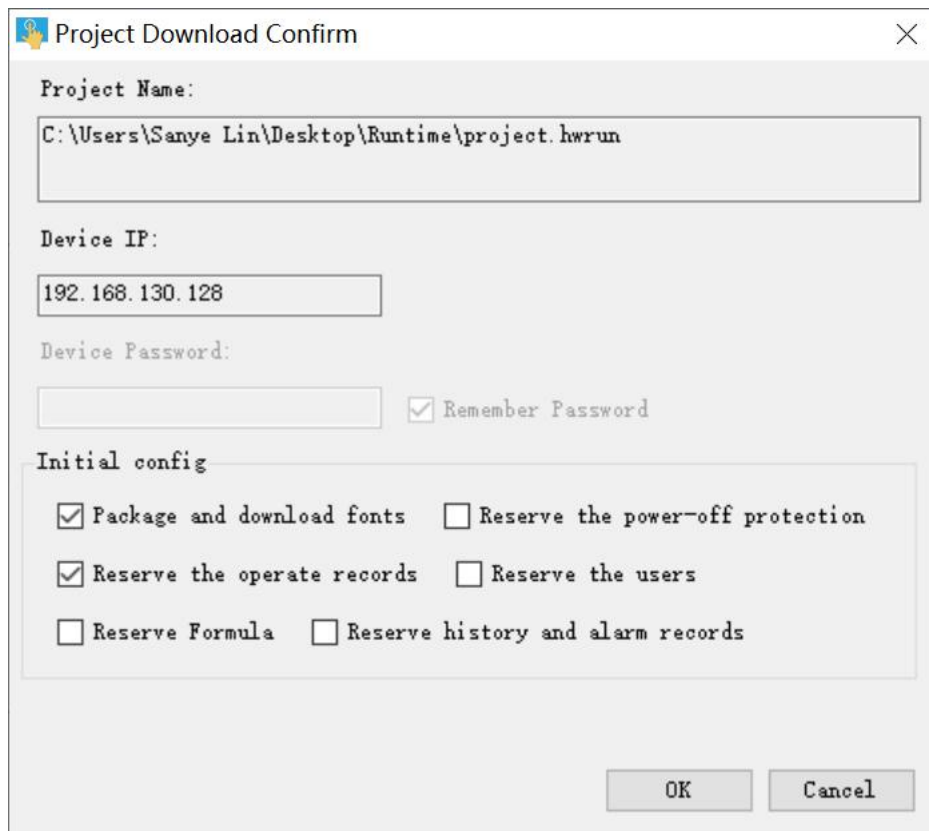 Project Download Confirm
Project Name:
C:\Users\Sanye Lin\Desktop\Runtime\project.hwrun
Device IP:
192.168.130.128
Device Password:
Remember Password
Initial config
Package and download fonts Reserve the power-off protection
Reserve the operate records Reserve the users
Reserve Formula Reserve history and alarm records
OK Cancel